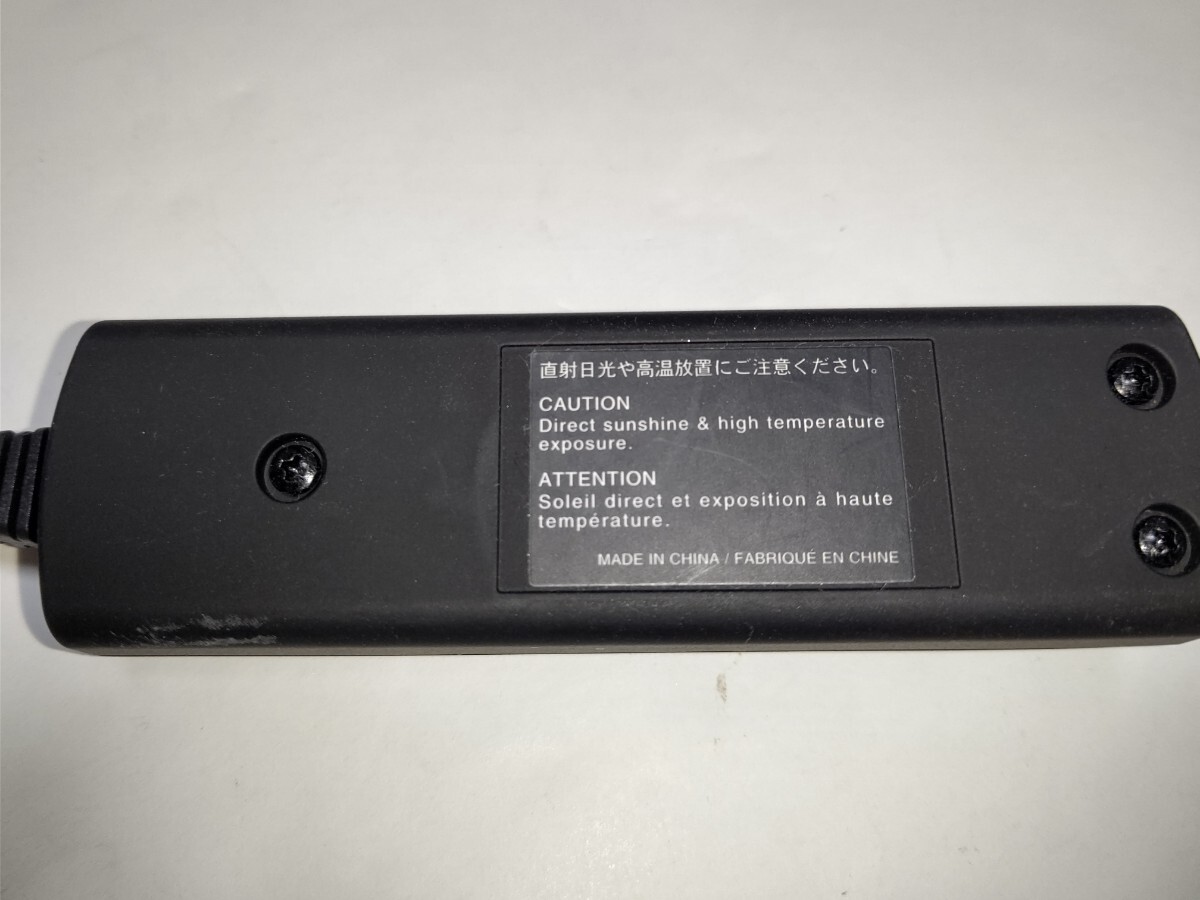 直射日光や高温放置にご注意ください。
CAUTION
Direct sunshine & high temperature
exposure.
ATTENTION
Soleil direct et exposition à haute
température.
MADE IN CHINA / FABRIQUÉ EN CHINE